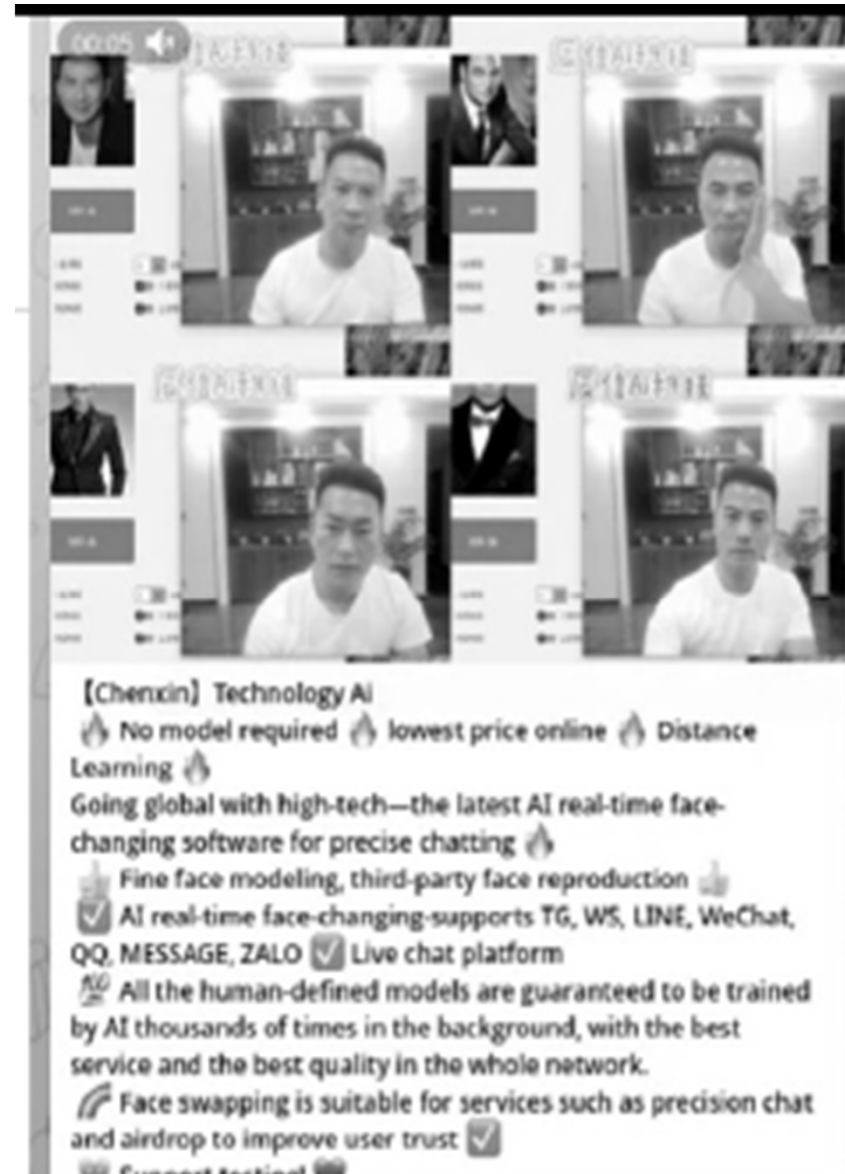 00:05
【Chenxin】Technology Ai
🔥 No model required 🔥 lowest price online 🔥 Distance
Learning 🔥
Going global with high-tech—the latest AI real-time face-
changing software for precise chatting 🔥
👍 Fine face modeling, third-party face reproduction 👍
☑ AI real-time face-changing-supports TG, WS, LINE, WeChat,
QQ, MESSAGE, ZALO ☑ Live chat platform
💯 All the human-defined models are guaranteed to be trained
by AI thousands of times in the background, with the best
service and the best quality in the whole network.
🌈 Face swapping is suitable for services such as precision chat
and airdrop to improve user trust ☑
Support testing!